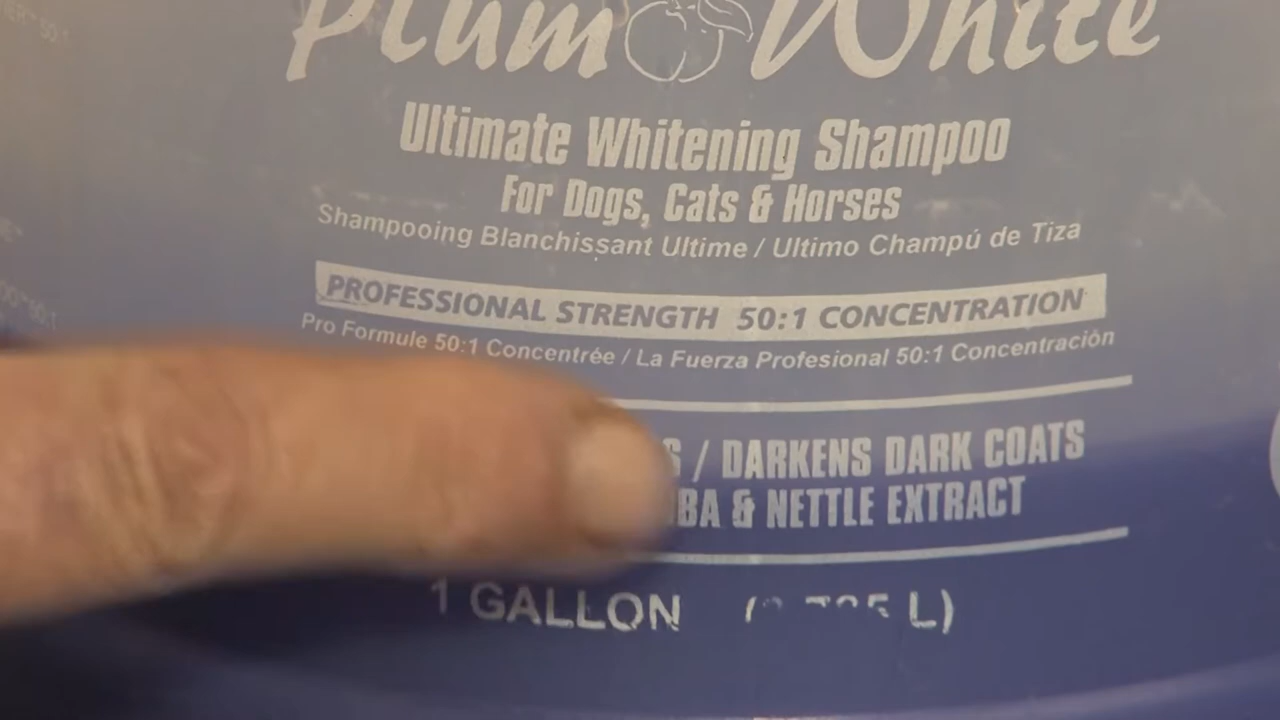 Plum White
Ultimate Whitening Shampoo
For Dogs, Cats & Horses
Shampooing Blanchissant Ultime / Ultimo Champú de Tiza
PROFESSIONAL STRENGTH 50:1 CONCENTRATION
Pro Formule 50:1 Concentrée / La Fuerza Profesional 50:1 Concentración
/ DARKENS DARK COATS
& NETTLE EXTRACT
1 GALLON L)